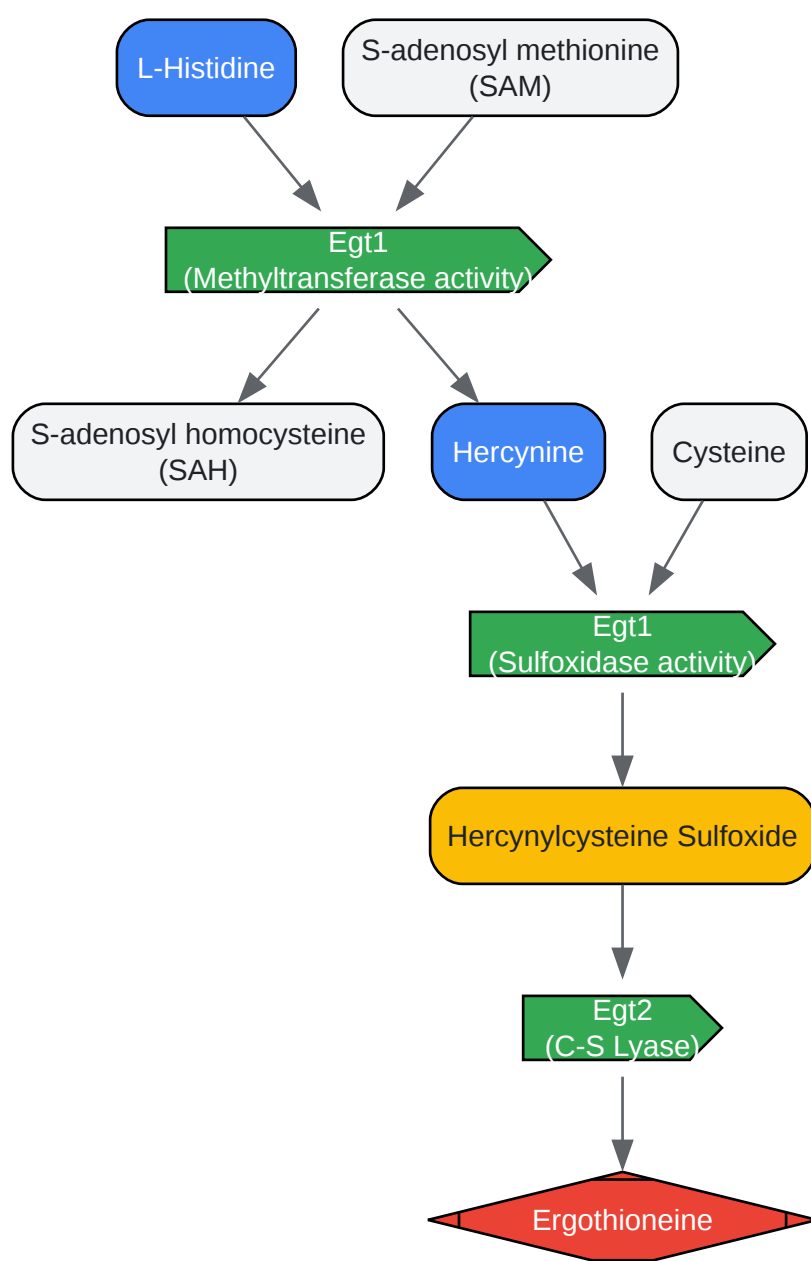 L-Histidine
S-adenosyl methionine
(SAM)
Egt1
(Methyltransferase activity)
S-adenosyl homocysteine
(SAH)
Hercynine
Cysteine
Egt1
(Sulfoxidase activity)
Hercynylcysteine Sulfoxide
Egt2
(C-S Lyase)
Ergothioneine